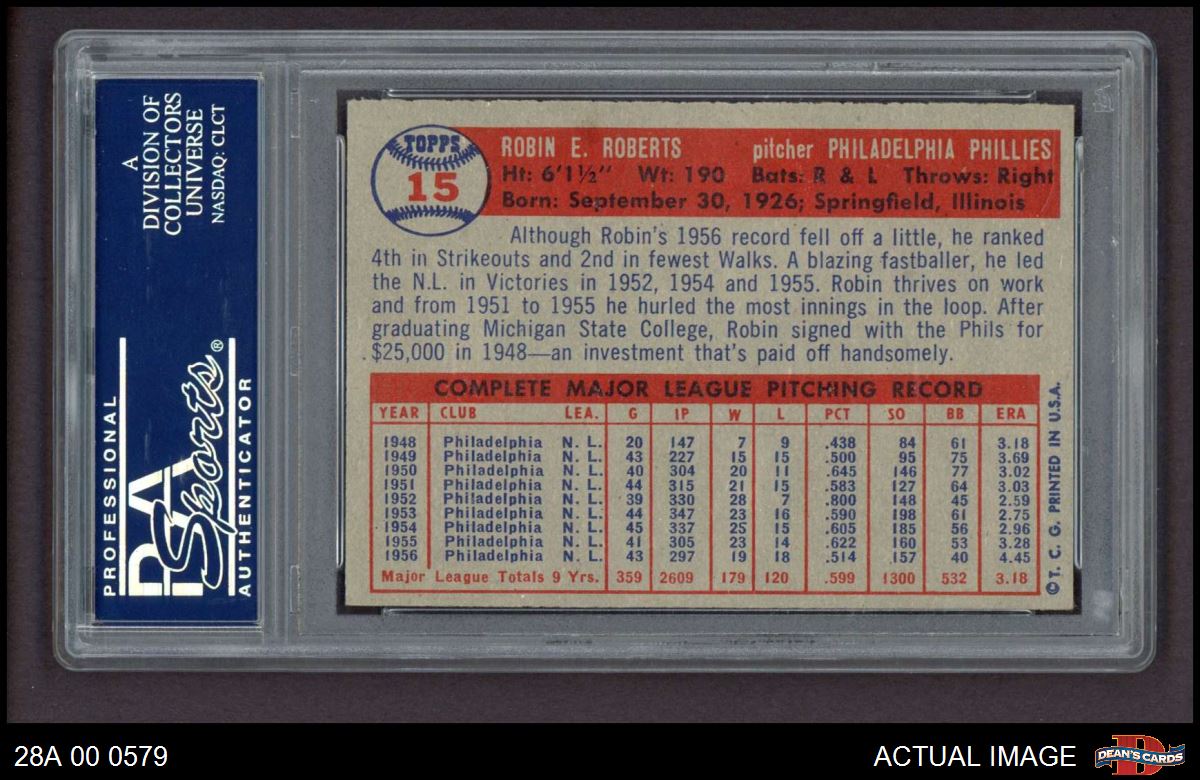 A
DIVISION OF
COLLECTORS
UNIVERSE
NASDAQ: CLCT
PROFESSIONAL
PSA
Sports®
AUTHENTICATOR
TOPPS
15
ROBIN E. ROBERTS pitcher PHILADELPHIA PHILLIES
Ht: 6'1½" Wt: 190 Bats: R & L Throws: Right
Born: September 30, 1926; Springfield, Illinois
Although Robin's 1956 record fell off a little, he ranked
4th in Strikeouts and 2nd in fewest Walks. A blazing fastballer, he led
the N.L. in Victories in 1952, 1954 and 1955. Robin thrives on work
and from 1951 to 1955 he hurled the most innings in the loop. After
graduating Michigan State College, Robin signed with the Phils for
$25,000 in 1948—an investment that's paid off handsomely.
COMPLETE MAJOR LEAGUE PITCHING RECORD
YEAR CLUB LEA. G IP W L PCT SO BB ERA
1948 Philadelphia N. L. 20 147 7 9 .438 84 61 3.18
1949 Philadelphia N. L. 43 227 15 15 .500 95 75 3.69
1950 Philadelphia N. L. 40 304 20 11 .645 146 77 3.02
1951 Philadelphia N. L. 44 315 21 15 .583 127 64 3.03
1952 Philadelphia N. L. 39 330 28 7 .800 148 45 2.59
1953 Philadelphia N. L. 44 347 23 16 .590 198 61 2.75
1954 Philadelphia N. L. 45 337 25 15 .605 185 56 2.96
1955 Philadelphia N. L. 41 305 23 14 .622 160 53 3.28
1956 Philadelphia N. L. 43 297 19 18 .514 157 40 4.45
Major League Totals 9 Yrs. 359 2609 179 120 .599 1300 532 3.18
© T. C. G. PRINTED IN U.S.A.
28A 00 0579
ACTUAL IMAGE
DEAN'S CARDS